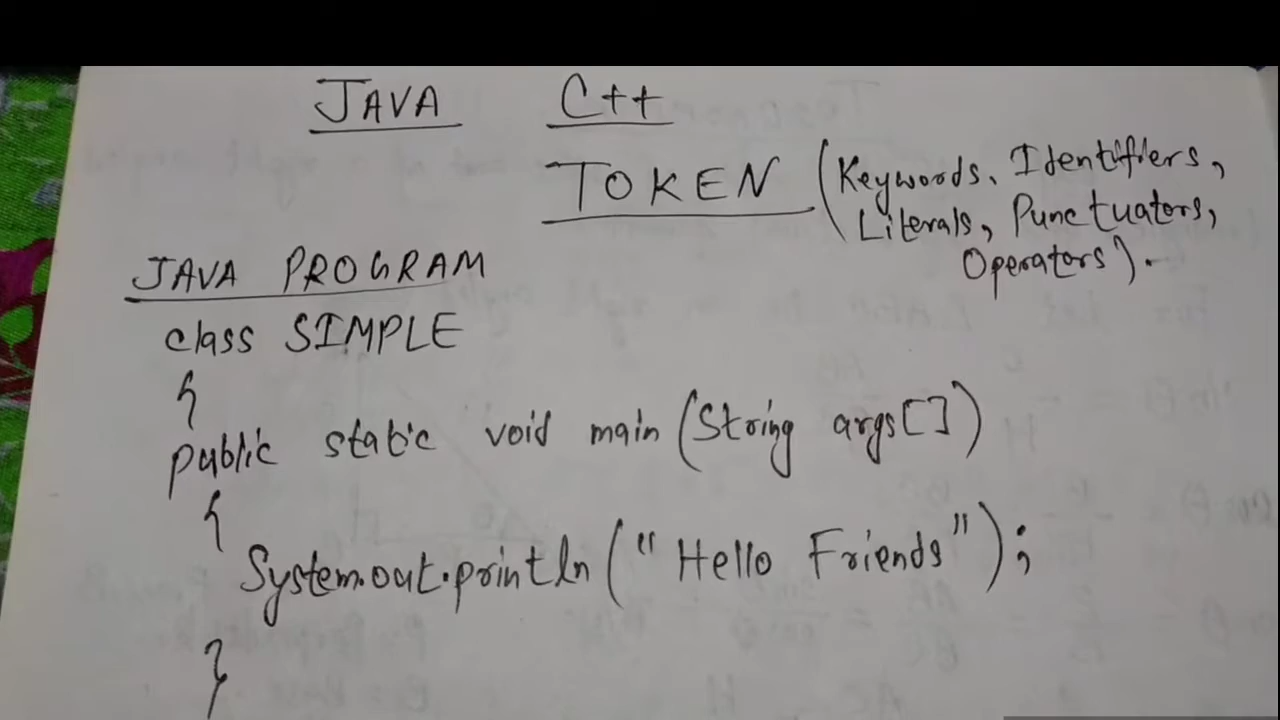 JAVA C++
TOKEN (Keywords, Identifiers,
Literals, Punctuators,
Operators).
JAVA PROGRAM
class SIMPLE
{
public static void main (String args[])
{
System.out.println ("Hello Friends");
}